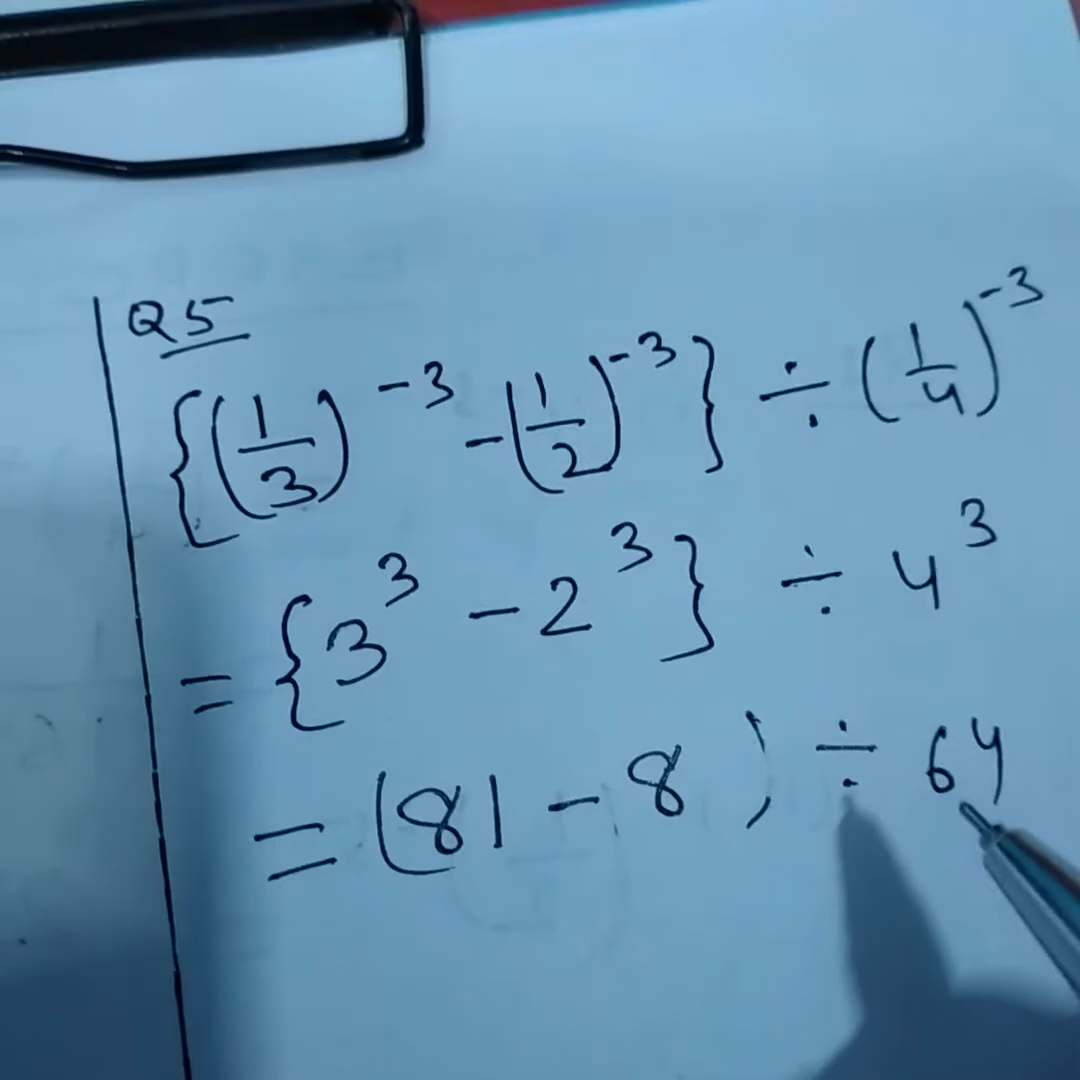 Q5
{(1/3)^-3 - (1/2)^-3} ÷ (1/4)^-3
= {3^3 - 2^3} ÷ 4^3
= (81 - 8) ÷ 64